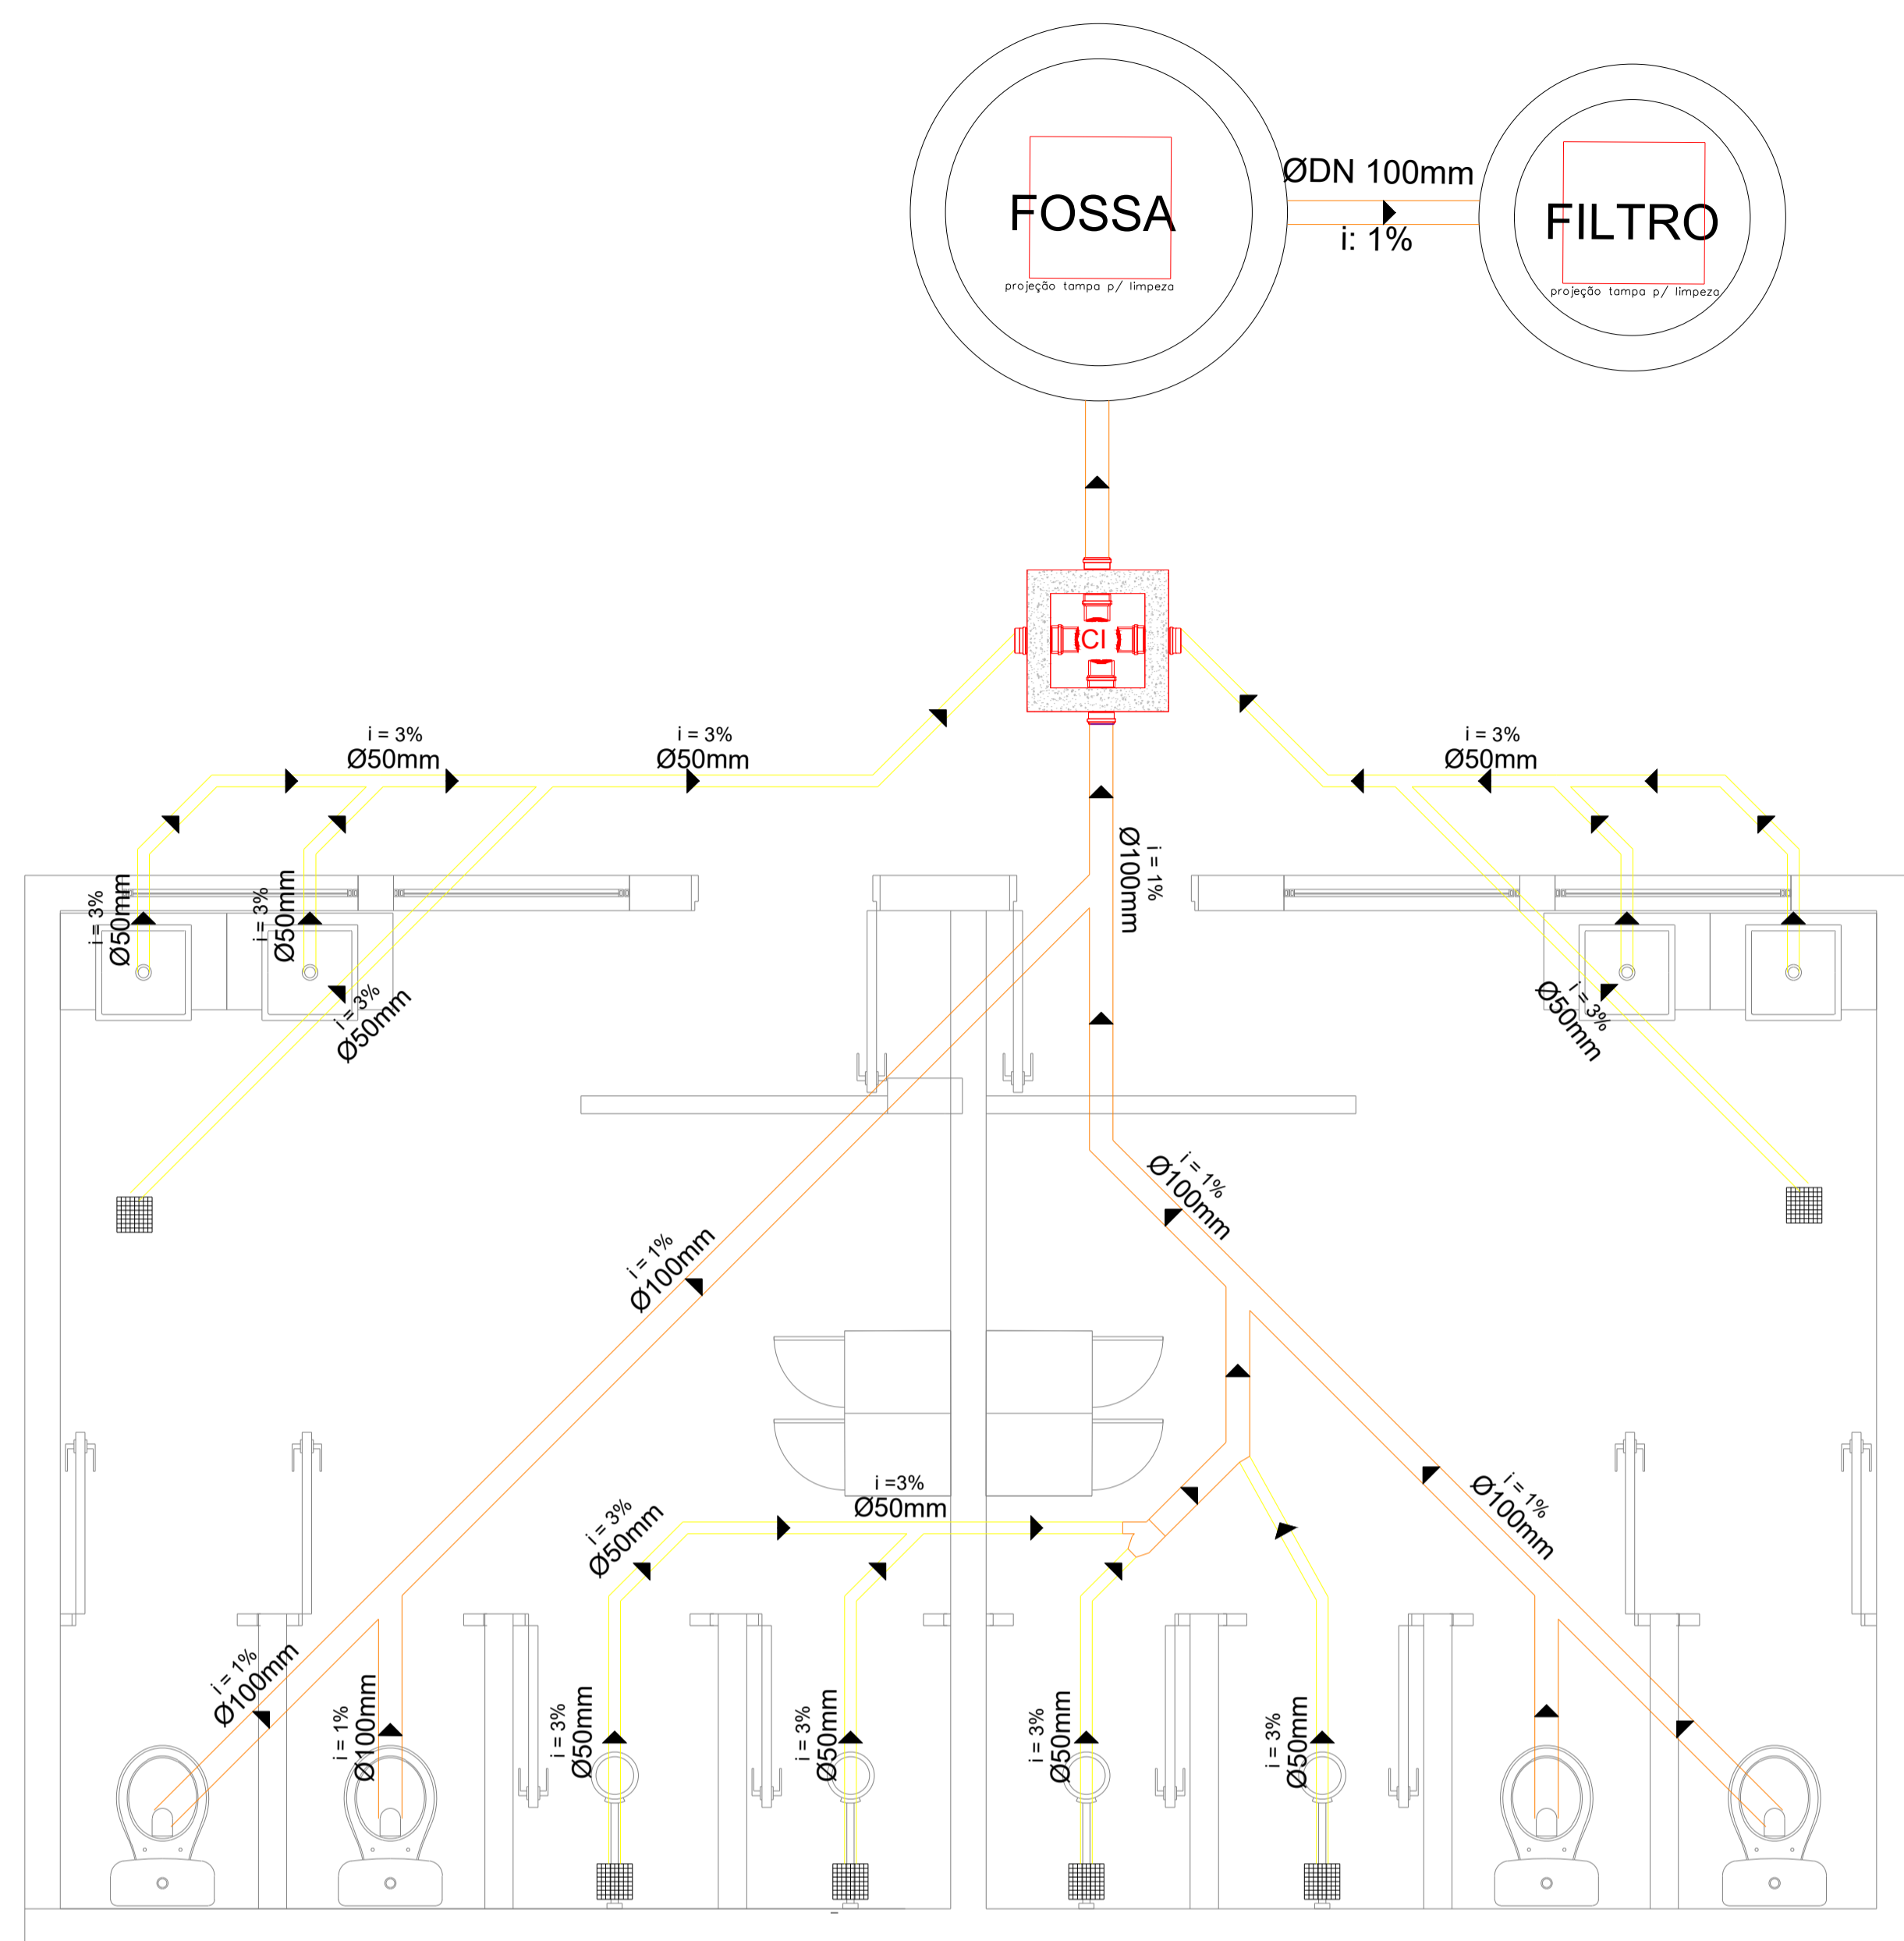 ØDN 100mm
FOSSA
FILTRO
i: 1%
projeção tampa p/ limpeza
projeção tampa p/ limpeza
CI
i = 3%
Ø50mm
i = 3%
Ø50mm
i = 3%
Ø50mm
i = 1%
Ø100mm
i = 3%
Ø50mm
i = 3%
Ø50mm
i = 3%
Ø50mm
i = 3%
Ø50mm
i = 1%
Ø100mm
i = 1%
Ø100mm
i =3%
Ø50mm
i = 3%
Ø50mm
i = 1%
Ø100mm
i = 1%
Ø100mm
i = 1%
Ø100mm
i = 3%
Ø50mm
i = 3%
Ø50mm
i = 3%
Ø50mm
i = 3%
Ø50mm